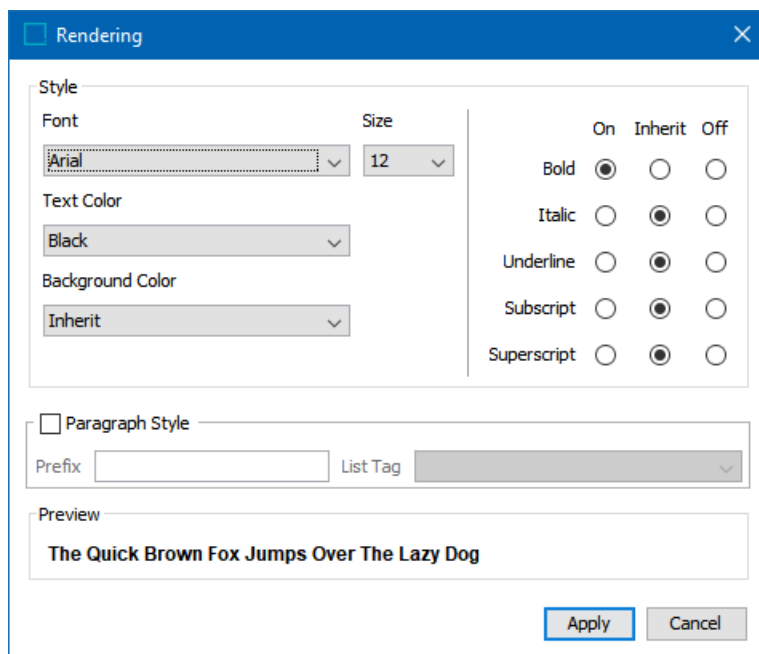 Rendering
Style
Font Size
Arial 12
Text Color
Black
Background Color
Inherit
On Inherit Off
Bold
Italic
Underline
Subscript
Superscript
Paragraph Style
Prefix List Tag
Preview
The Quick Brown Fox Jumps Over The Lazy Dog
Apply Cancel